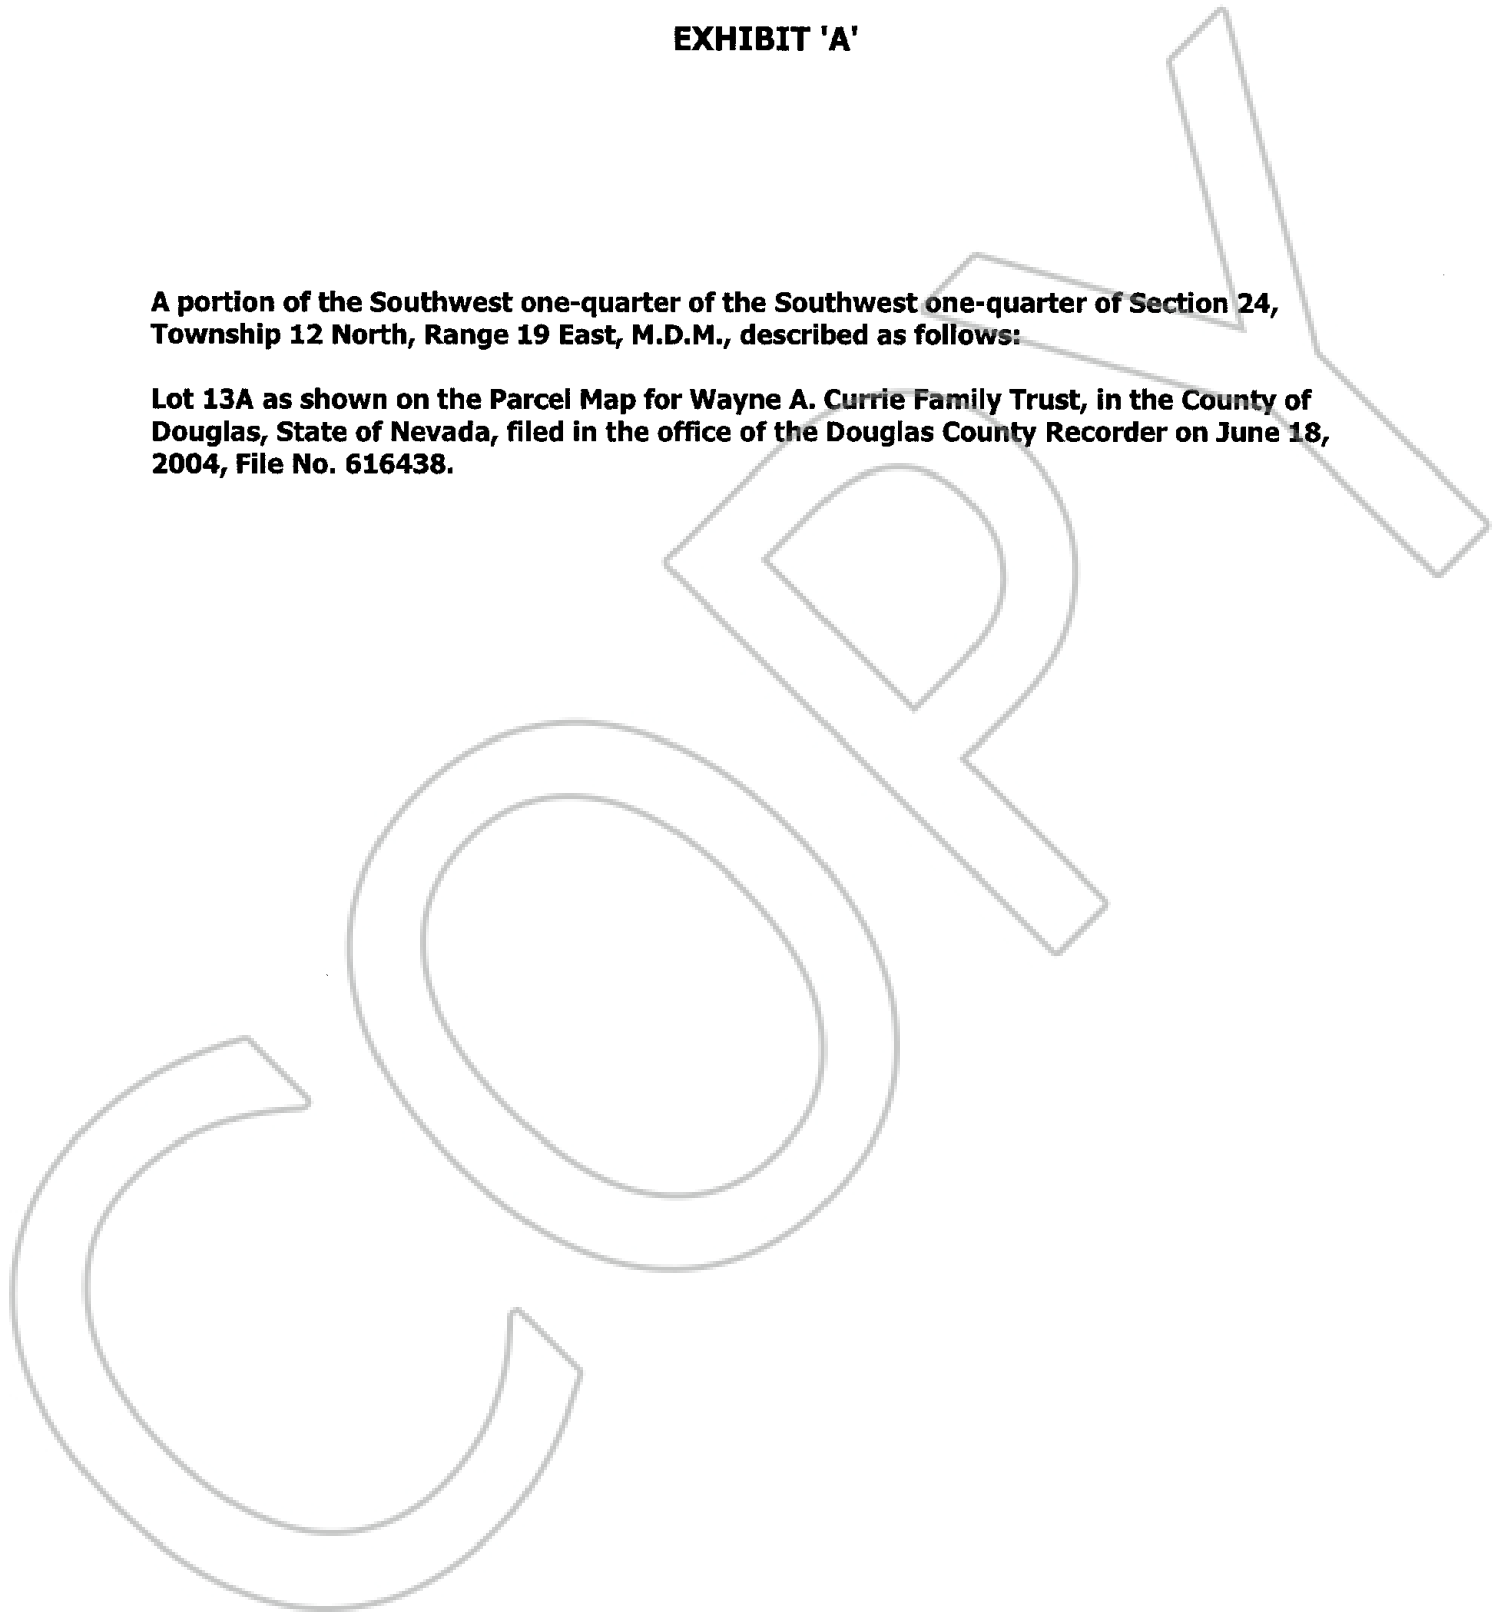 EXHIBIT 'A'
A portion of the Southwest one-quarter of the Southwest one-quarter of Section 24,
Township 12 North, Range 19 East, M.D.M., described as follows:
Lot 13A as shown on the Parcel Map for Wayne A. Currie Family Trust, in the County of
Douglas, State of Nevada, filed in the office of the Douglas County Recorder on June 18,
2004, File No. 616438.
COPY